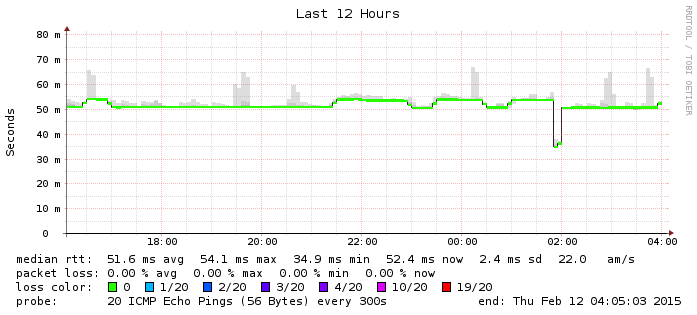 Last 12 Hours
RRDTOOL / TOBI OETIKER
80 m
70 m
60 m
50 m
40 m
30 m
20 m
10 m
0
Seconds
18:00 20:00 22:00 00:00 02:00 04:00
median rtt: 51.6 ms avg 54.1 ms max 34.9 ms min 52.4 ms now 2.4 ms sd 22.0 am/s
packet loss: 0.00 % avg 0.00 % max 0.00 % min 0.00 % now
loss color: 0 1/20 2/20 3/20 4/20 10/20 19/20
probe: 20 ICMP Echo Pings (56 Bytes) every 300s end: Thu Feb 12 04:05:03 2015